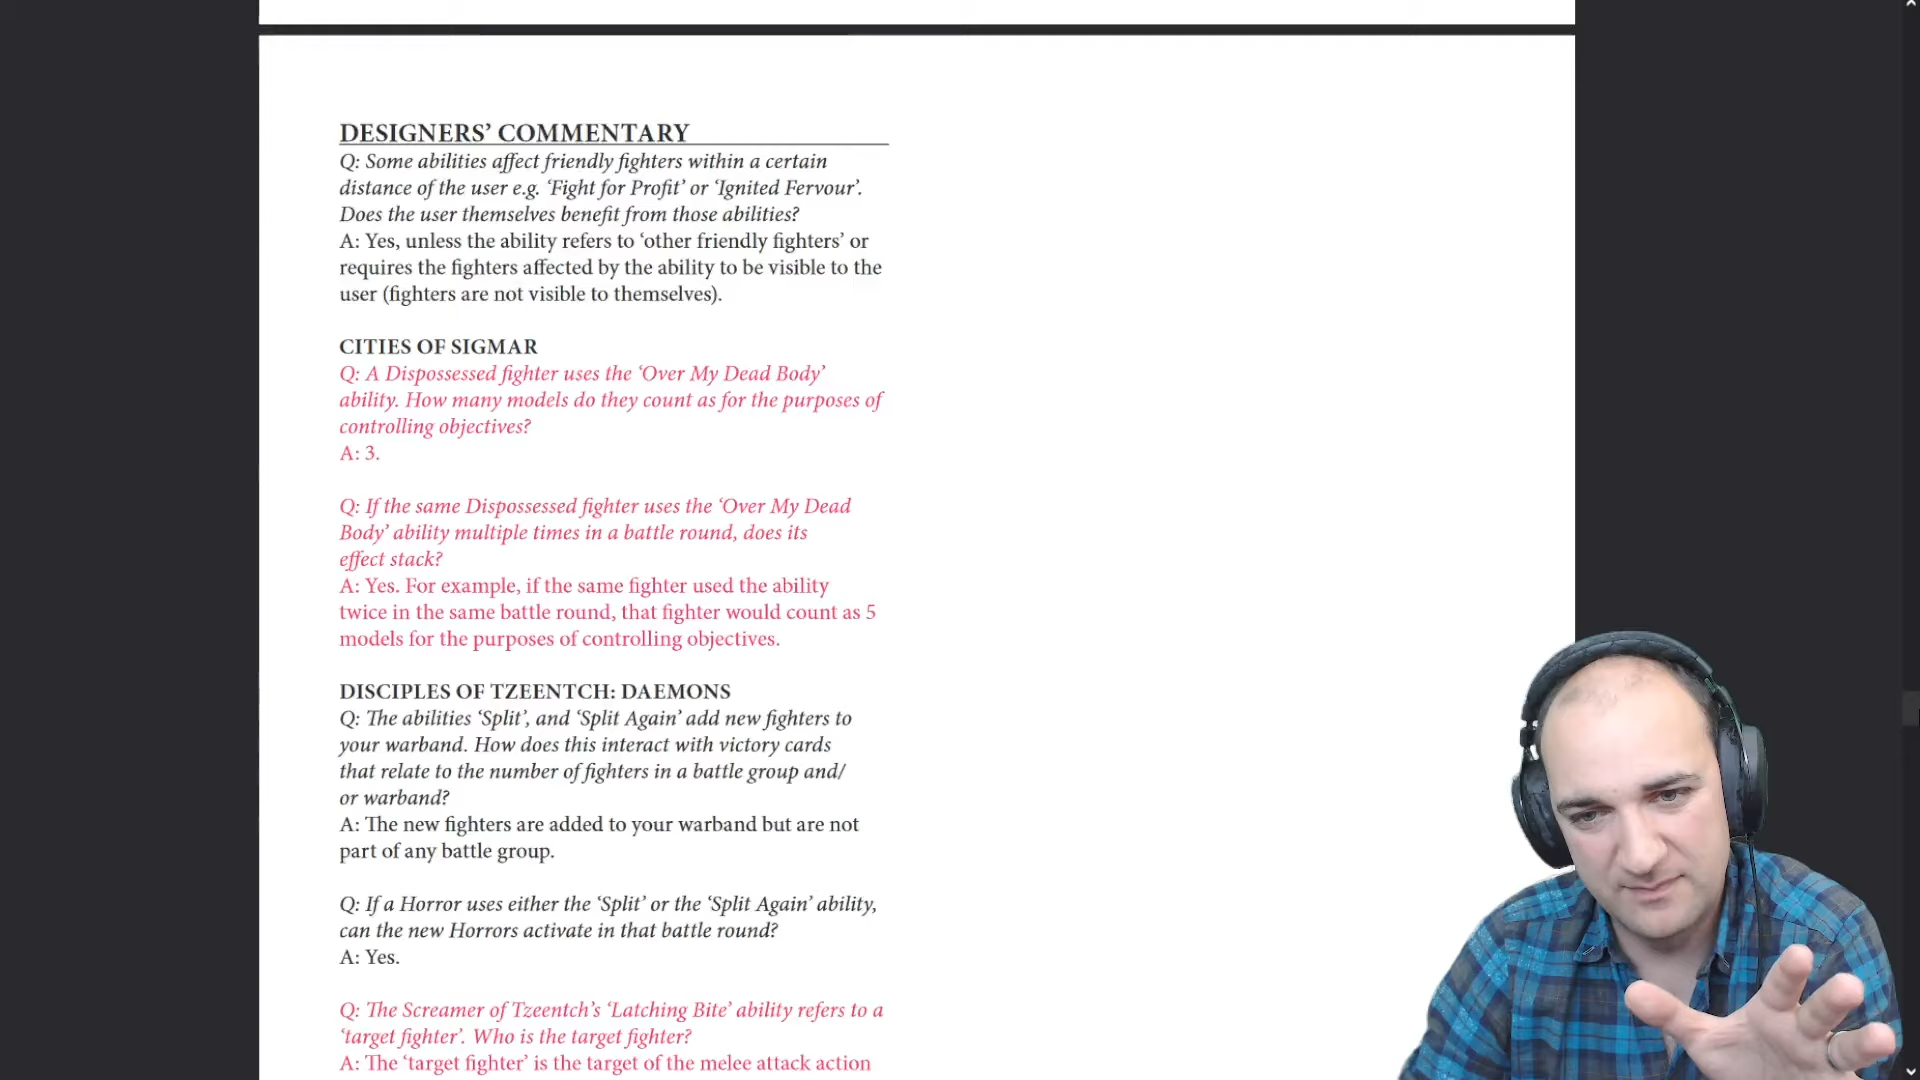 DESIGNERS’ COMMENTARY
Q: Some abilities affect friendly fighters within a certain
distance of the user e.g. ‘Fight for Profit’ or ‘Ignited Fervour’.
Does the user themselves benefit from those abilities?
A: Yes, unless the ability refers to ‘other friendly fighters’ or
requires the fighters affected by the ability to be visible to the
user (fighters are not visible to themselves).
CITIES OF SIGMAR
Q: A Dispossessed fighter uses the ‘Over My Dead Body’
ability. How many models do they count as for the purposes of
controlling objectives?
A: 3.
Q: If the same Dispossessed fighter uses the ‘Over My Dead
Body’ ability multiple times in a battle round, does its
effect stack?
A: Yes. For example, if the same fighter used the ability
twice in the same battle round, that fighter would count as 5
models for the purposes of controlling objectives.
DISCIPLES OF TZEENTCH: DAEMONS
Q: The abilities ‘Split’, and ‘Split Again’ add new fighters to
your warband. How does this interact with victory cards
that relate to the number of fighters in a battle group and/
or warband?
A: The new fighters are added to your warband but are not
part of any battle group.
Q: If a Horror uses either the ‘Split’ or the ‘Split Again’ ability,
can the new Horrors activate in that battle round?
A: Yes.
Q: The Screamer of Tzeentch’s ‘Latching Bite’ ability refers to a
‘target fighter’. Who is the target fighter?
A: The ‘target fighter’ is the target of the melee attack action